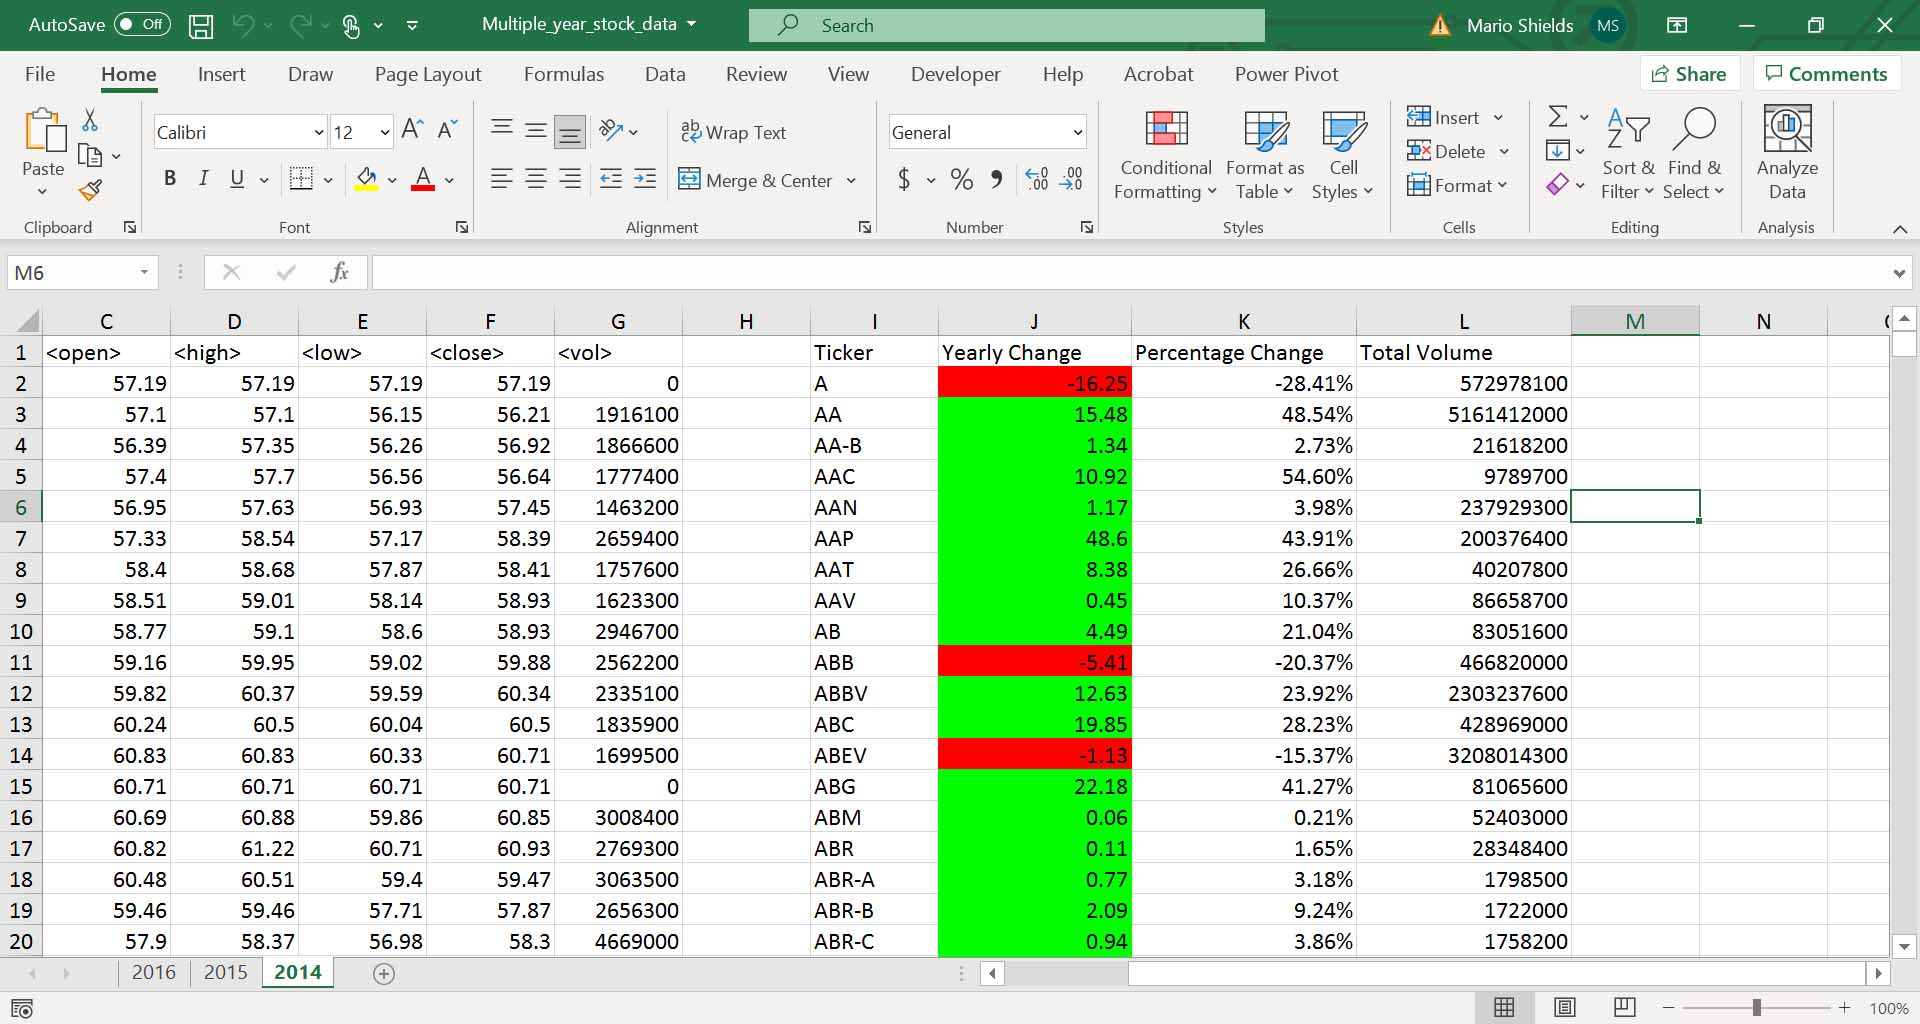 AutoSave Off Multiple_year_stock_data Search Mario Shields MS
File Home Insert Draw Page Layout Formulas Data Review View Developer Help Acrobat Power Pivot Share Comments
Calibri 12 Wrap Text General Insert
Paste Conditional Formatting Format as Table Cell Styles Delete Sort & Filter Find & Select Analyze Data
B I U A Merge & Center $ % Format
Clipboard Font Alignment Number Styles Cells Editing Analysis
M6 fx
C D E F G H I J K L M N
1 <open> <high> <low> <close> <vol> Ticker Yearly Change Percentage Change Total Volume
2 57.19 57.19 57.19 57.19 0 A -16.25 -28.41% 572978100
3 57.1 57.1 56.15 56.21 1916100 AA 15.48 48.54% 5161412000
4 56.39 57.35 56.26 56.92 1866600 AA-B 1.34 2.73% 21618200
5 57.4 57.7 56.56 56.64 1777400 AAC 10.92 54.60% 9789700
6 56.95 57.63 56.93 57.45 1463200 AAN 1.17 3.98% 237929300
7 57.33 58.54 57.17 58.39 2659400 AAP 48.6 43.91% 200376400
8 58.4 58.68 57.87 58.41 1757600 AAT 8.38 26.66% 40207800
9 58.51 59.01 58.14 58.93 1623300 AAV 0.45 10.37% 86658700
10 58.77 59.1 58.6 58.93 2946700 AB 4.49 21.04% 83051600
11 59.16 59.95 59.02 59.88 2562200 ABB -5.41 -20.37% 466820000
12 59.82 60.37 59.59 60.34 2335100 ABBV 12.63 23.92% 2303237600
13 60.24 60.5 60.04 60.5 1835900 ABC 19.85 28.23% 428969000
14 60.83 60.83 60.33 60.71 1699500 ABEV -1.13 -15.37% 3208014300
15 60.71 60.71 60.71 60.71 0 ABG 22.18 41.27% 81065600
16 60.69 60.88 59.86 60.85 3008400 ABM 0.06 0.21% 52403000
17 60.82 61.22 60.71 60.93 2769300 ABR 0.11 1.65% 28348400
18 60.48 60.51 59.4 59.47 3063500 ABR-A 0.77 3.18% 1798500
19 59.46 59.46 57.71 57.87 2656300 ABR-B 2.09 9.24% 1722000
20 57.9 58.37 56.98 58.3 4669000 ABR-C 0.94 3.86% 1758200
2016 2015 2014
100%